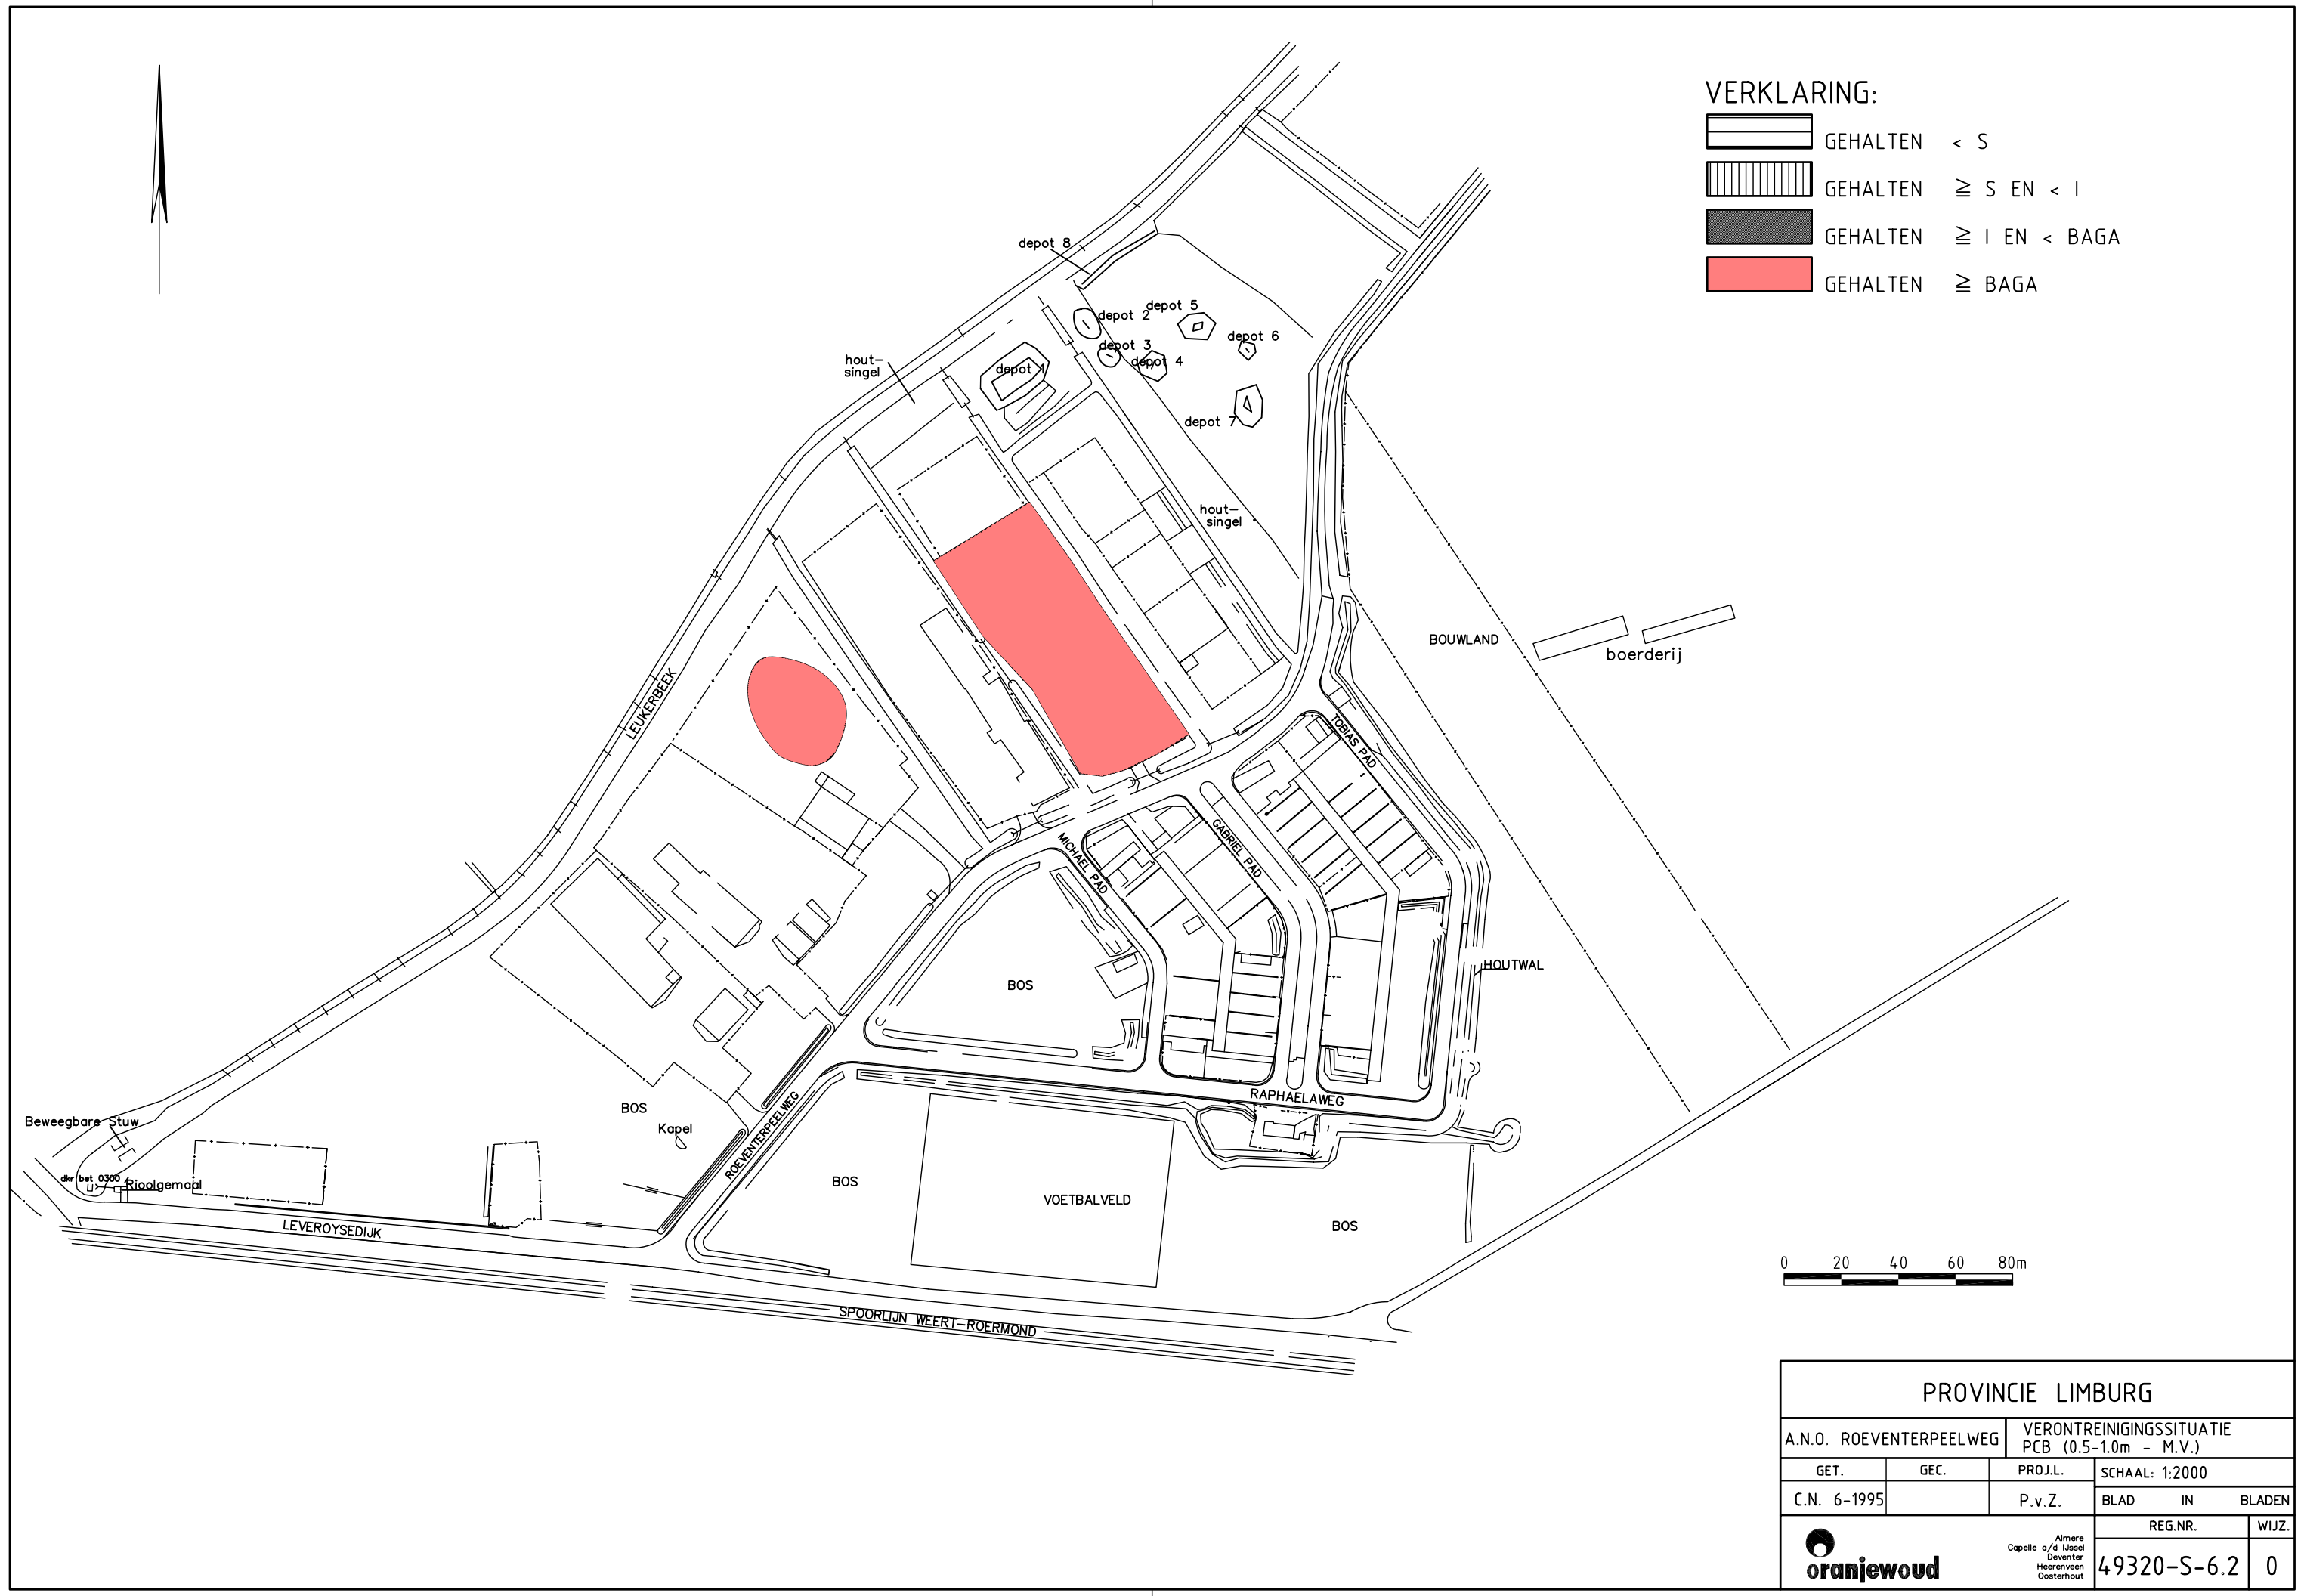 VERKLARING:
GEHALTEN < S
GEHALTEN ≧ S EN < I
GEHALTEN ≧ I EN < BAGA
GEHALTEN ≧ BAGA
depot 8
depot 5
depot 2
depot 6
depot 3
depot 4
depot 1
hout-
singel
depot 7
hout-
singel
BOUWLAND
boerderij
LEUKERBEEK
TOBIAS PAD
GABRIEL PAD
MICHAEL PAD
HOUTWAL
BOS
RAPHAELAWEG
BOS
Kapel
Beweegbare Stuw
ROEVENTERPEELWEG
dkr bet 0300
Rioolgemaal
BOS
VOETBALVELD
BOS
LEVEROYSEDIJK
SPOORLIJN WEERT-ROERMOND
0 20 40 60 80m
PROVINCIE LIMBURG
A.N.O. ROEVENTERPEELWEG
VERONTREINIGINGSSITUATIE
PCB (0.5-1.0m - M.V.)
GET. GEC. PROJ.L. SCHAAL: 1:2000
C.N. 6-1995 P.v.Z. BLAD IN BLADEN
REG.NR. WIJZ.
49320-S-6.2 0
oranjewoud
Almere
Capelle a/d IJssel
Deventer
Heerenveen
Oosterhout